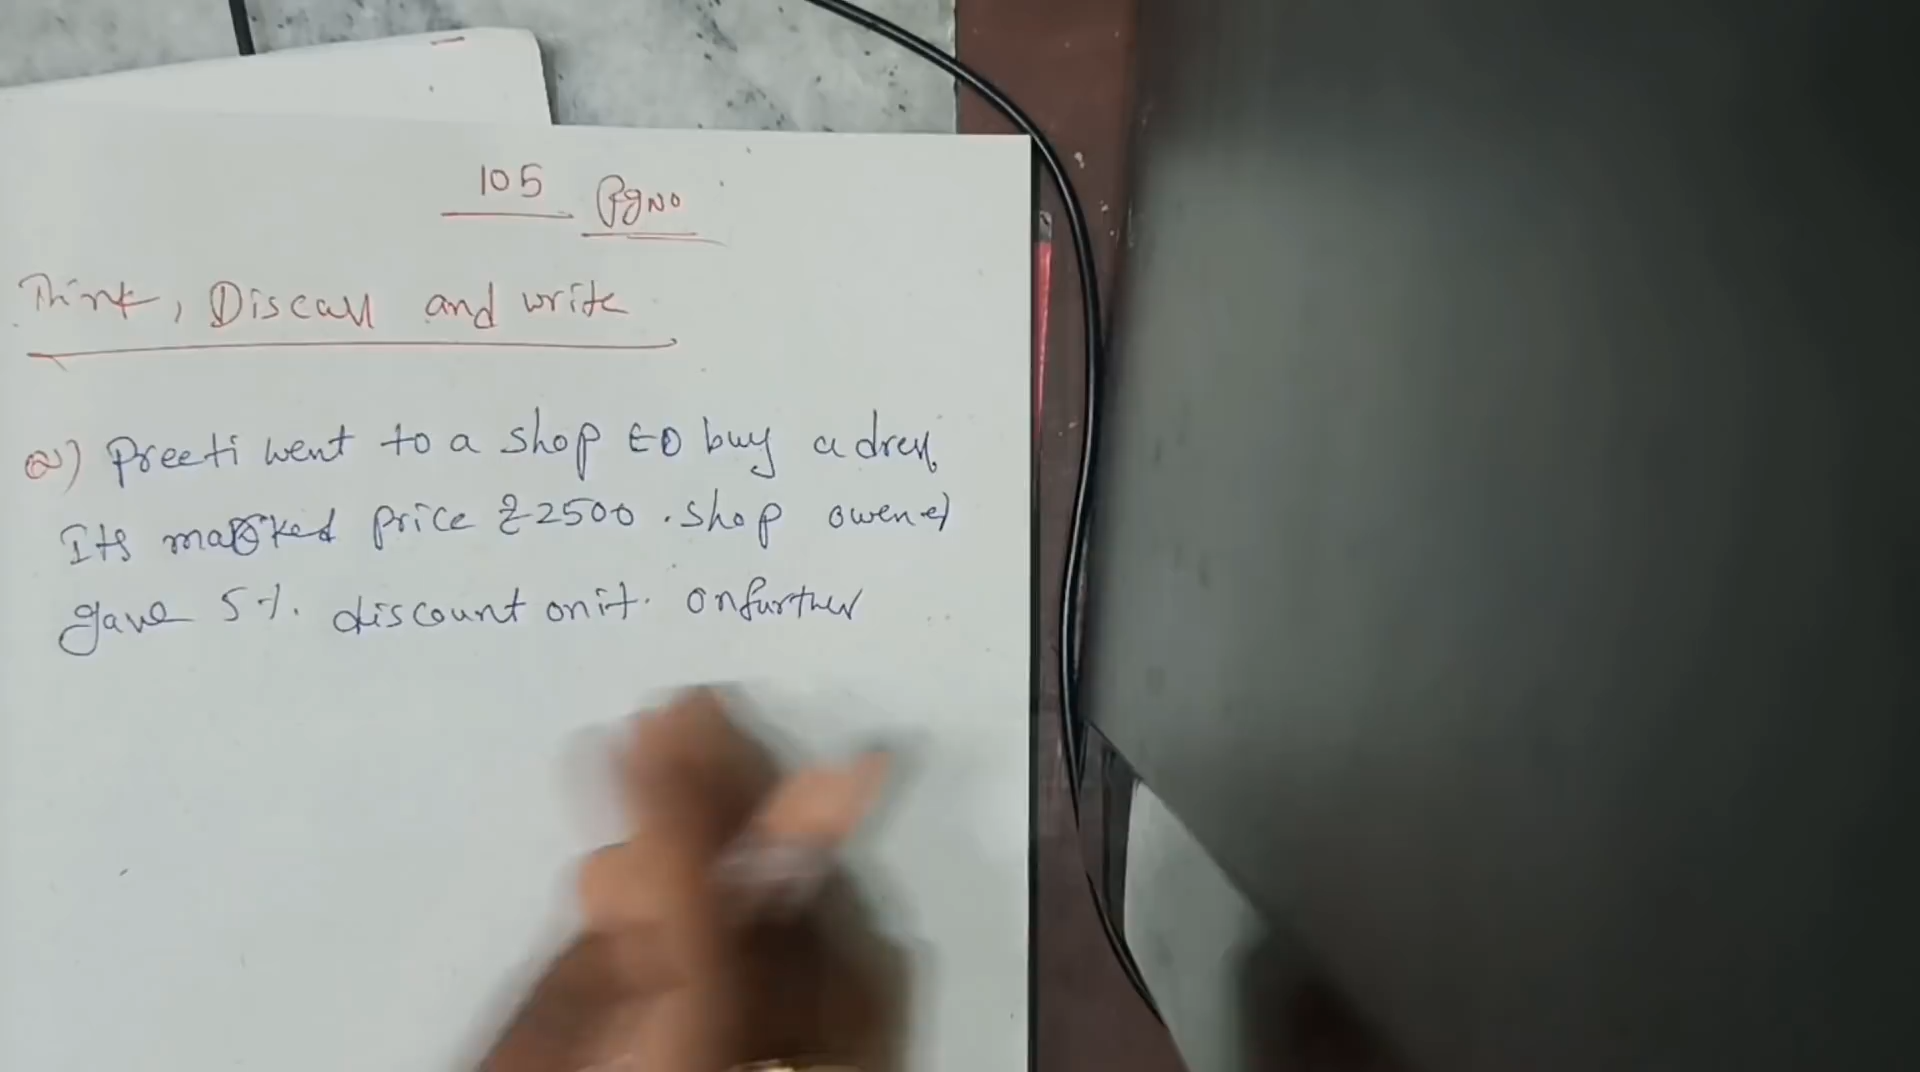 105 PgNo
Think, Discuss and write
Q) Preeti went to a shop to buy a dress.
Its marked price ₹2500. shop owener
gave 5%. discount on it. on further